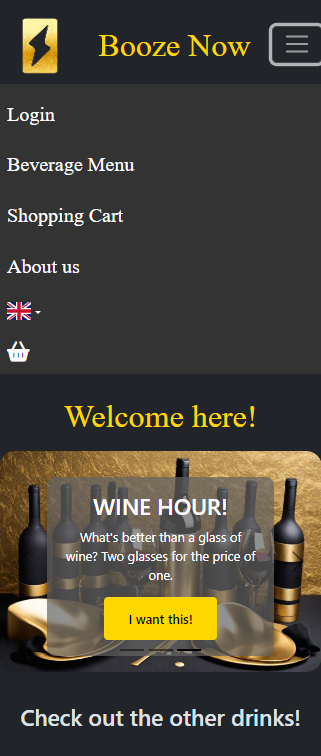 Booze Now
Login
Beverage Menu
Shopping Cart
About us
Welcome here!
WINE HOUR!
What's better than a glass of
wine? Two glasses for the price of
one.
I want this!
Check out the other drinks!